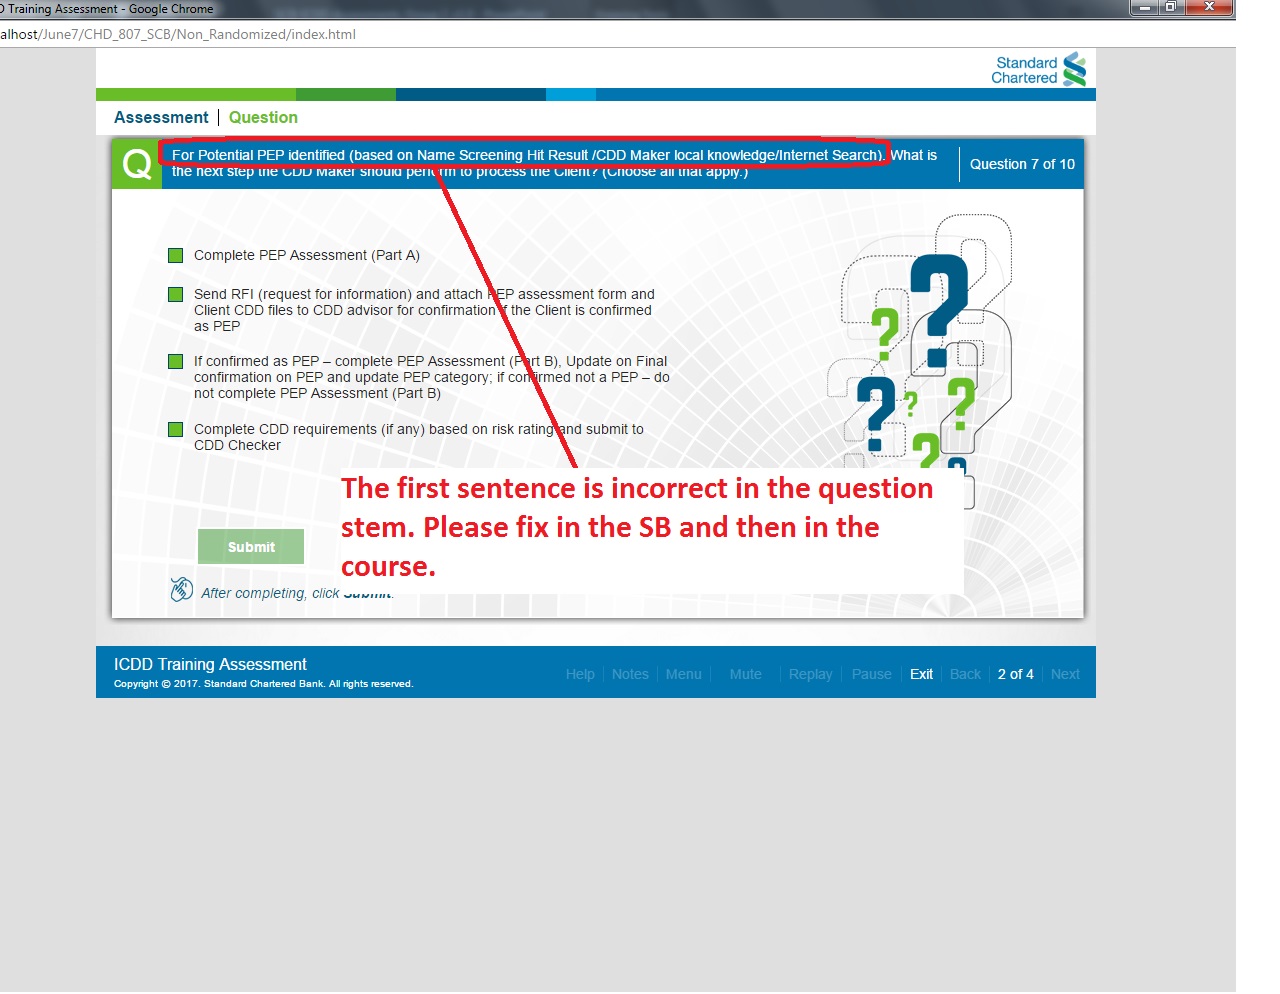 D Training Assessment - Google Chrome
alhost/June7/CHD_807_SCB/Non_Randomized/index.html
Standard
Chartered
Assessment | Question
Q
For Potential PEP identified (based on Name Screening Hit Result /CDD Maker local knowledge/Internet Search). What is
the next step the CDD Maker should perform to process the Client? (Choose all that apply.)
Question 7 of 10
Complete PEP Assessment (Part A)
Send RFI (request for information) and attach PEP assessment form and
Client CDD files to CDD advisor for confirmation if the Client is confirmed
as PEP
If confirmed as PEP – complete PEP Assessment (Part B), Update on Final
confirmation on PEP and update PEP category; if confirmed not a PEP – do
not complete PEP Assessment (Part B)
Complete CDD requirements (if any) based on risk rating and submit to
CDD Checker
The first sentence is incorrect in the question
stem. Please fix in the SB and then in the
course.
Submit
After completing, click Submit.
ICDD Training Assessment
Copyright © 2017. Standard Chartered Bank. All rights reserved.
Help | Notes | Menu | Mute | Replay | Pause | Exit | Back | 2 of 4 | Next